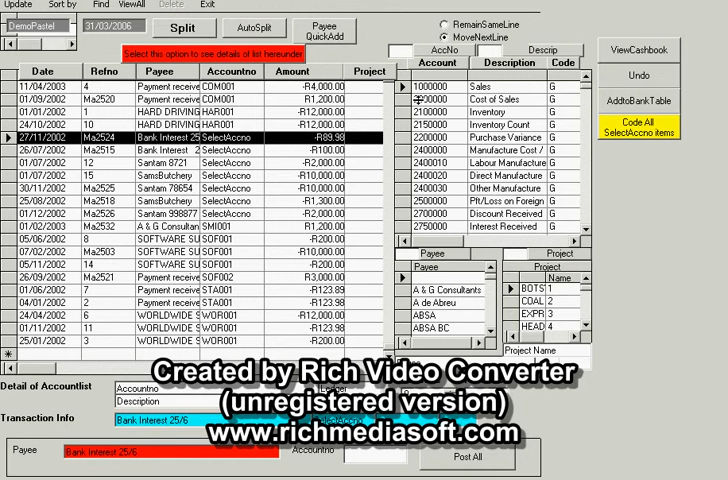 Update Sort by Find ViewAll Delete Exit
DemoPastel 31/03/2006 Split AutoSplit Payee QuickAdd RemainSameLine
MoveNextLine
Select this option to see details of list hereunder
AccNo Descrip
ViewCashbook
Undo
AddtoBankTable
Code All
SelectAccno items
Date Refno Payee Accountno Amount Project
11/04/2003 4 Payment receive COM001 -R4,000.00
01/09/2002 Ma2520 Payment receive COM001 R1,200.00
01/09/2002 1 HARD DRIVING HAR001 -R12,000.00
24/10/2002 10 HARD DRIVING HAR001 -R12,000.00
27/11/2002 Ma2524 Bank Interest 25 SelectAccno -R89.98
26/07/2002 Ma2515 Bank Interest 2 SelectAccno -R100.00
01/07/2002 12 Santam 8721 SelectAccno -R2,000.00
01/07/2002 15 SamsButchery SelectAccno -R10,000.00
30/11/2002 Ma2525 Santam 78654 SelectAccno -R10,000.00
25/08/2002 Ma2518 SamsButchery SelectAccno -R1,300.00
01/12/2002 Ma2526 Santam 998877 SelectAccno -R2,000.00
01/02/2003 Ma2532 A & G Consultan SMI001 -R1,200.00
05/06/2002 8 SOFTWARE SU SOF001 -R200.00
07/02/2002 Ma2503 SOFTWARE SU SOF001 R10,000.00
05/11/2002 14 SOFTWARE SU SOF001 -R200.00
26/09/2002 Ma2521 Payment receive SOF002 R3,000.00
01/06/2002 7 Payment receive STA001 -R123.89
04/01/2002 2 Payment receive STA001 -R123.98
24/04/2002 6 WORLDWIDE S WOR001 -R12,000.00
01/11/2002 11 WORLDWIDE S WOR001 -R123.98
25/01/2002 3 WORLDWIDE S WOR001 -R200.00
Account Description Code
1000000 Sales G
Cost of Sales G
2100000 Inventory G
2150000 Inventory Count G
2200000 Purchase Variance G
2400000 Manufacture Cost / G
2400010 Labour Manufacture G
2400020 Direct Manufacture G
2400030 Other Manufacture G
2500000 Pft/Loss on Foreign G
2700000 Discount Received G
2750000 Interest Received G
Payee
Payee
A & G Consultants
A de Abreu
ABSA
ABSA BC
Project
Project
Name
BOTS 1
COAL 2
EXPR 3
HEAD 4
Project Name
Created by Rich Video Converter
(unregistered version)
www.richmediasoft.com
Detail of Accountlist Accountno
Description
Transaction Info Bank Interest 25/6
Payee Bank Interest 25/6 Accountno Post All